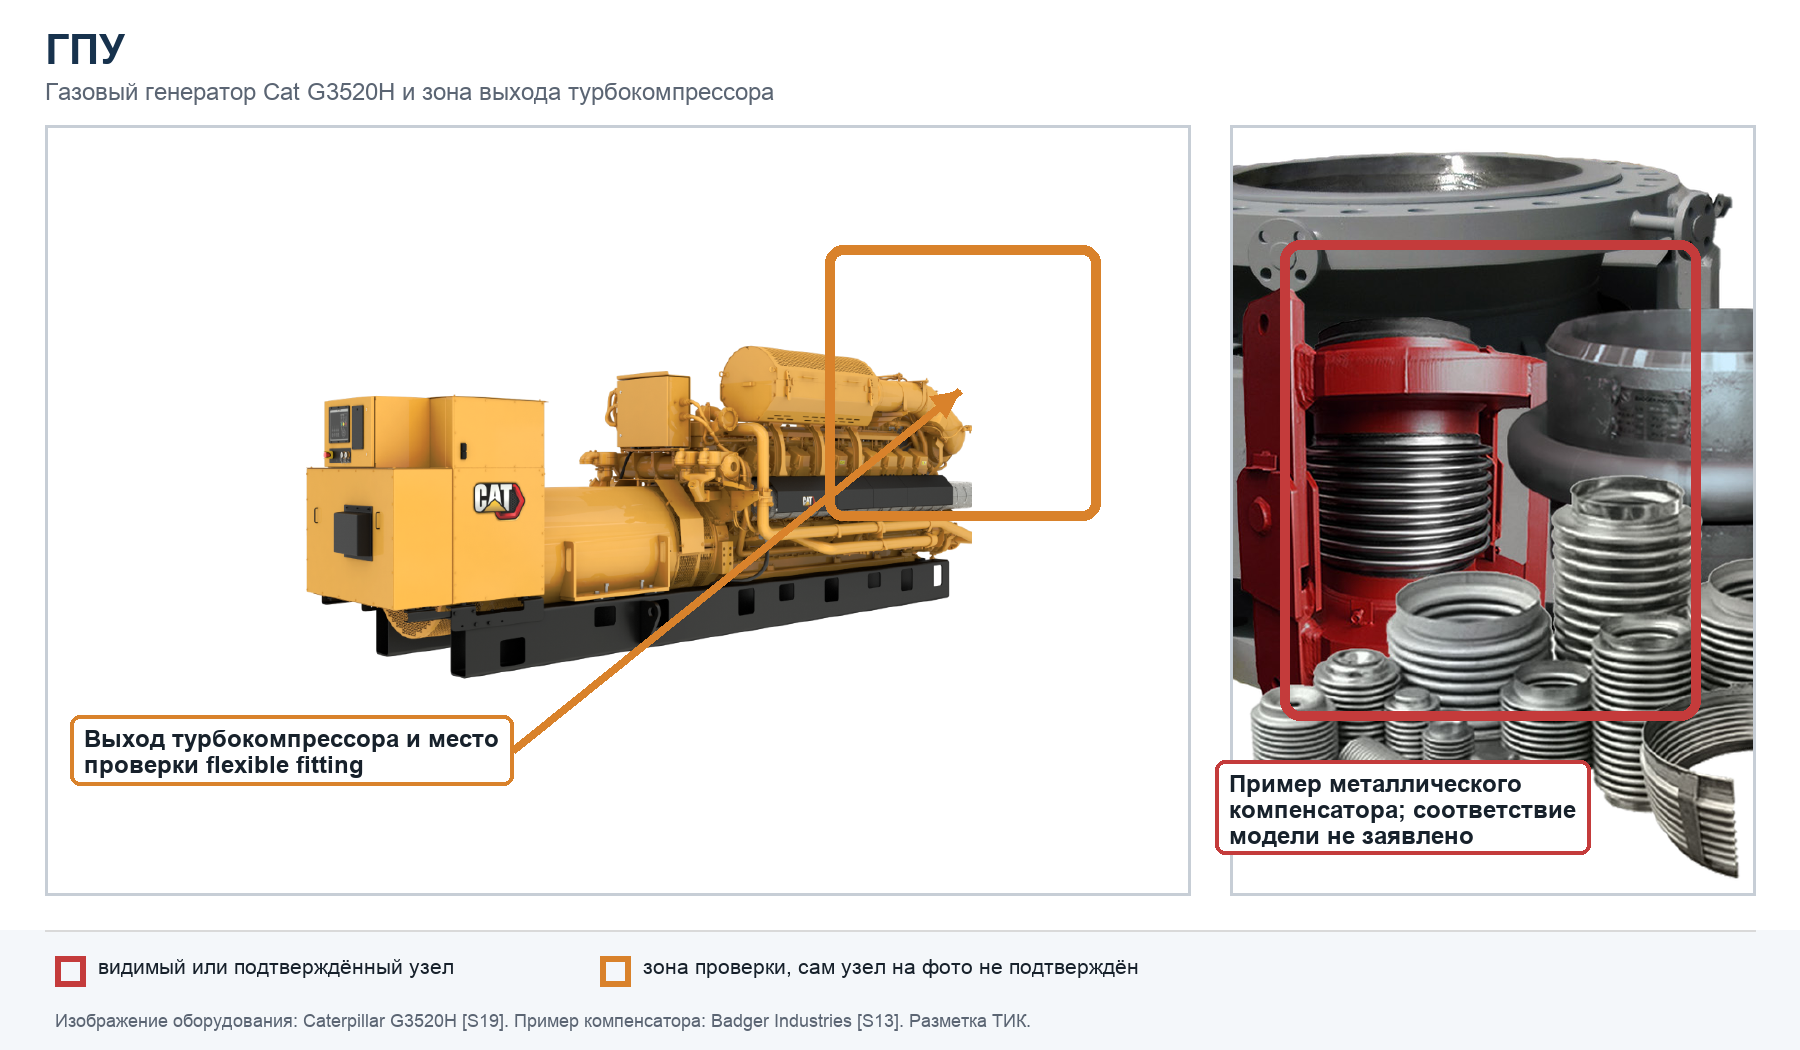 ГПУ
Газовый генератор Cat G3520H и зона выхода турбокомпрессора
CAT
CAT
Выход турбокомпрессора и место
проверки flexible fitting
Пример металлического
компенсатора; соответствие
модели не заявлено
видимый или подтверждённый узел
зона проверки, сам узел на фото не подтверждён
Изображение оборудования: Caterpillar G3520H [S19]. Пример компенсатора: Badger Industries [S13]. Разметка ТИК.